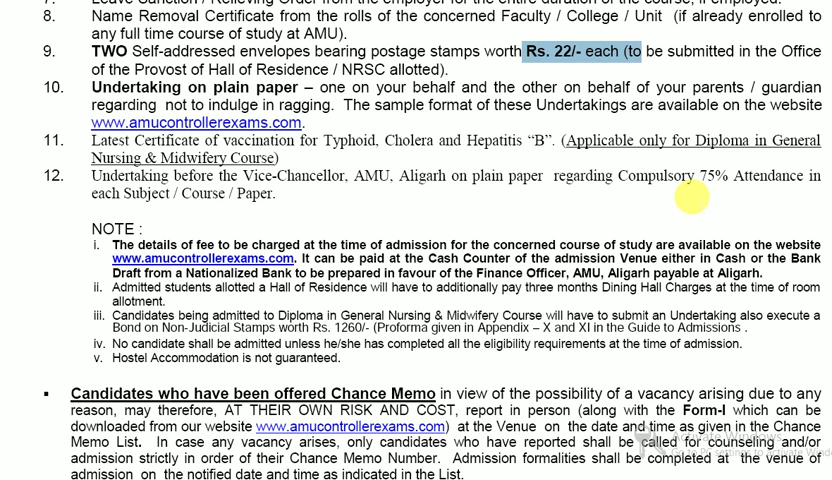 8. Name Removal Certificate from the rolls of the concerned Faculty / College / Unit (if already enrolled to
any full time course of study at AMU).
9. TWO Self-addressed envelopes bearing postage stamps worth Rs. 22/- each (to be submitted in the Office
of the Provost of Hall of Residence / NRSC allotted).
10. Undertaking on plain paper – one on your behalf and the other on behalf of your parents / guardian
regarding not to indulge in ragging. The sample format of these Undertakings are available on the website
www.amucontrollerexams.com.
11. Latest Certificate of vaccination for Typhoid, Cholera and Hepatitis “B”. (Applicable only for Diploma in General
Nursing & Midwifery Course)
12. Undertaking before the Vice-Chancellor, AMU, Aligarh on plain paper regarding Compulsory 75% Attendance in
each Subject / Course / Paper.
NOTE :
i. The details of fee to be charged at the time of admission for the concerned course of study are available on the website
www.amucontrollerexams.com. It can be paid at the Cash Counter of the admission Venue either in Cash or the Bank
Draft from a Nationalized Bank to be prepared in favour of the Finance Officer, AMU, Aligarh payable at Aligarh.
ii. Admitted students allotted a Hall of Residence will have to additionally pay three months Dining Hall Charges at the time of room
allotment.
iii. Candidates being admitted to Diploma in General Nursing & Midwifery Course will have to submit an Undertaking also execute a
Bond on Non-Judicial Stamps worth Rs. 1260/- (Proforma given in Appendix – X and XI in the Guide to Admissions .
iv. No candidate shall be admitted unless he/she has completed all the eligibility requirements at the time of admission.
v. Hostel Accommodation is not guaranteed.
▪ Candidates who have been offered Chance Memo in view of the possibility of a vacancy arising due to any
reason, may therefore, AT THEIR OWN RISK AND COST, report in person (along with the Form-I which can be
downloaded from our website www.amucontrollerexams.com) at the Venue on the date and time as given in the Chance
Memo List. In case any vacancy arises, only candidates who have reported shall be called for counseling and/or
admission strictly in order of their Chance Memo Number. Admission formalities shall be completed at the venue of
admission on the notified date and time as indicated in the List.